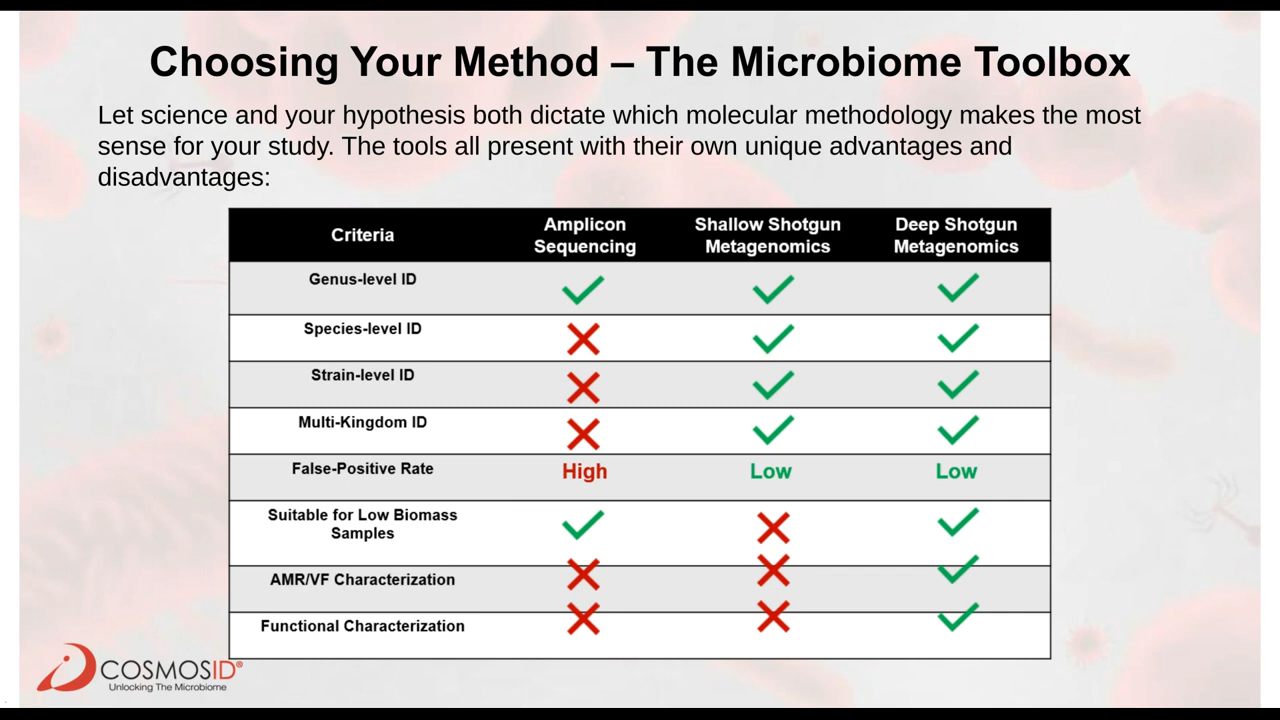 Choosing Your Method – The Microbiome Toolbox
Let science and your hypothesis both dictate which molecular methodology makes the most
sense for your study. The tools all present with their own unique advantages and
disadvantages:
Criteria
Amplicon
Sequencing
Shallow Shotgun
Metagenomics
Deep Shotgun
Metagenomics
Genus-level ID
Species-level ID
Strain-level ID
Multi-Kingdom ID
False-Positive Rate
High
Low
Low
Suitable for Low Biomass
Samples
AMR/VF Characterization
Functional Characterization
COSMOSID®
Unlocking The Microbiome